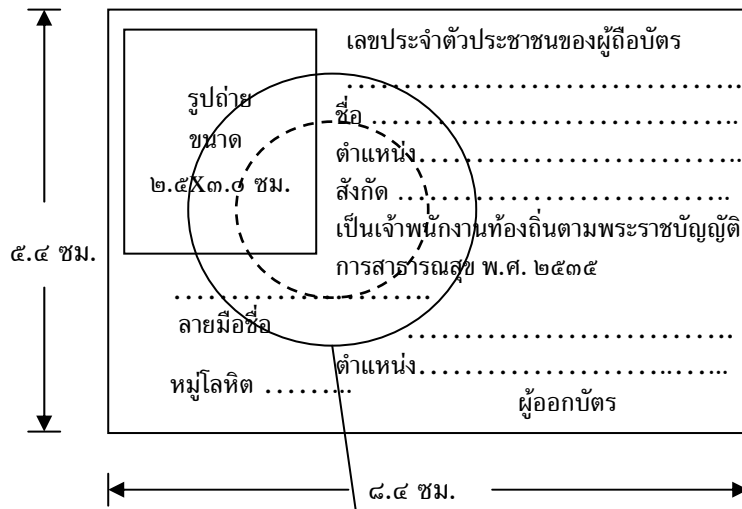 เลขประจำตัวประชาชนของผู้ถือบัตร
........................................
รูปถ่าย
ขนาด
๒.๕X๓.๐ ซม.
ชื่อ ........................................
ตำแหน่ง........................................
สังกัด ........................................
เป็นเจ้าพนักงานท้องถิ่นตามพระราชบัญญัติ
การสาธารณสุข พ.ศ. ๒๕๓๕
๕.๔ ซม.
..............................
ลายมือชื่อ
........................................
หมู่โลหิต ..........
ตำแหน่ง........................................
ผู้ออกบัตร
๘.๔ ซม.